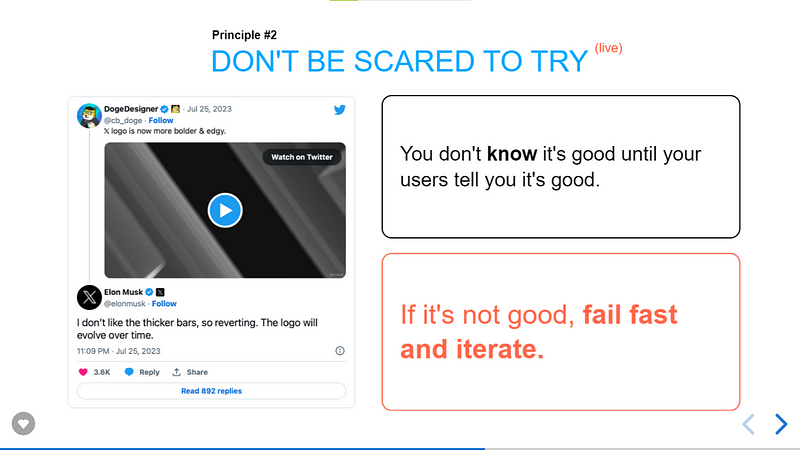 Principle #2
DON'T BE SCARED TO TRY (live)
DogeDesigner · Jul 25, 2023
@cb_doge · Follow
𝕏 logo is now more bolder & edgy.
Watch on Twitter
Elon Musk
@elonmusk · Follow
I don't like the thicker bars, so reverting. The logo will
evolve over time.
11:09 PM · Jul 25, 2023
3.6K Reply Share
Read 892 replies
You don't know it's good until your
users tell you it's good.
If it's not good, fail fast
and iterate.